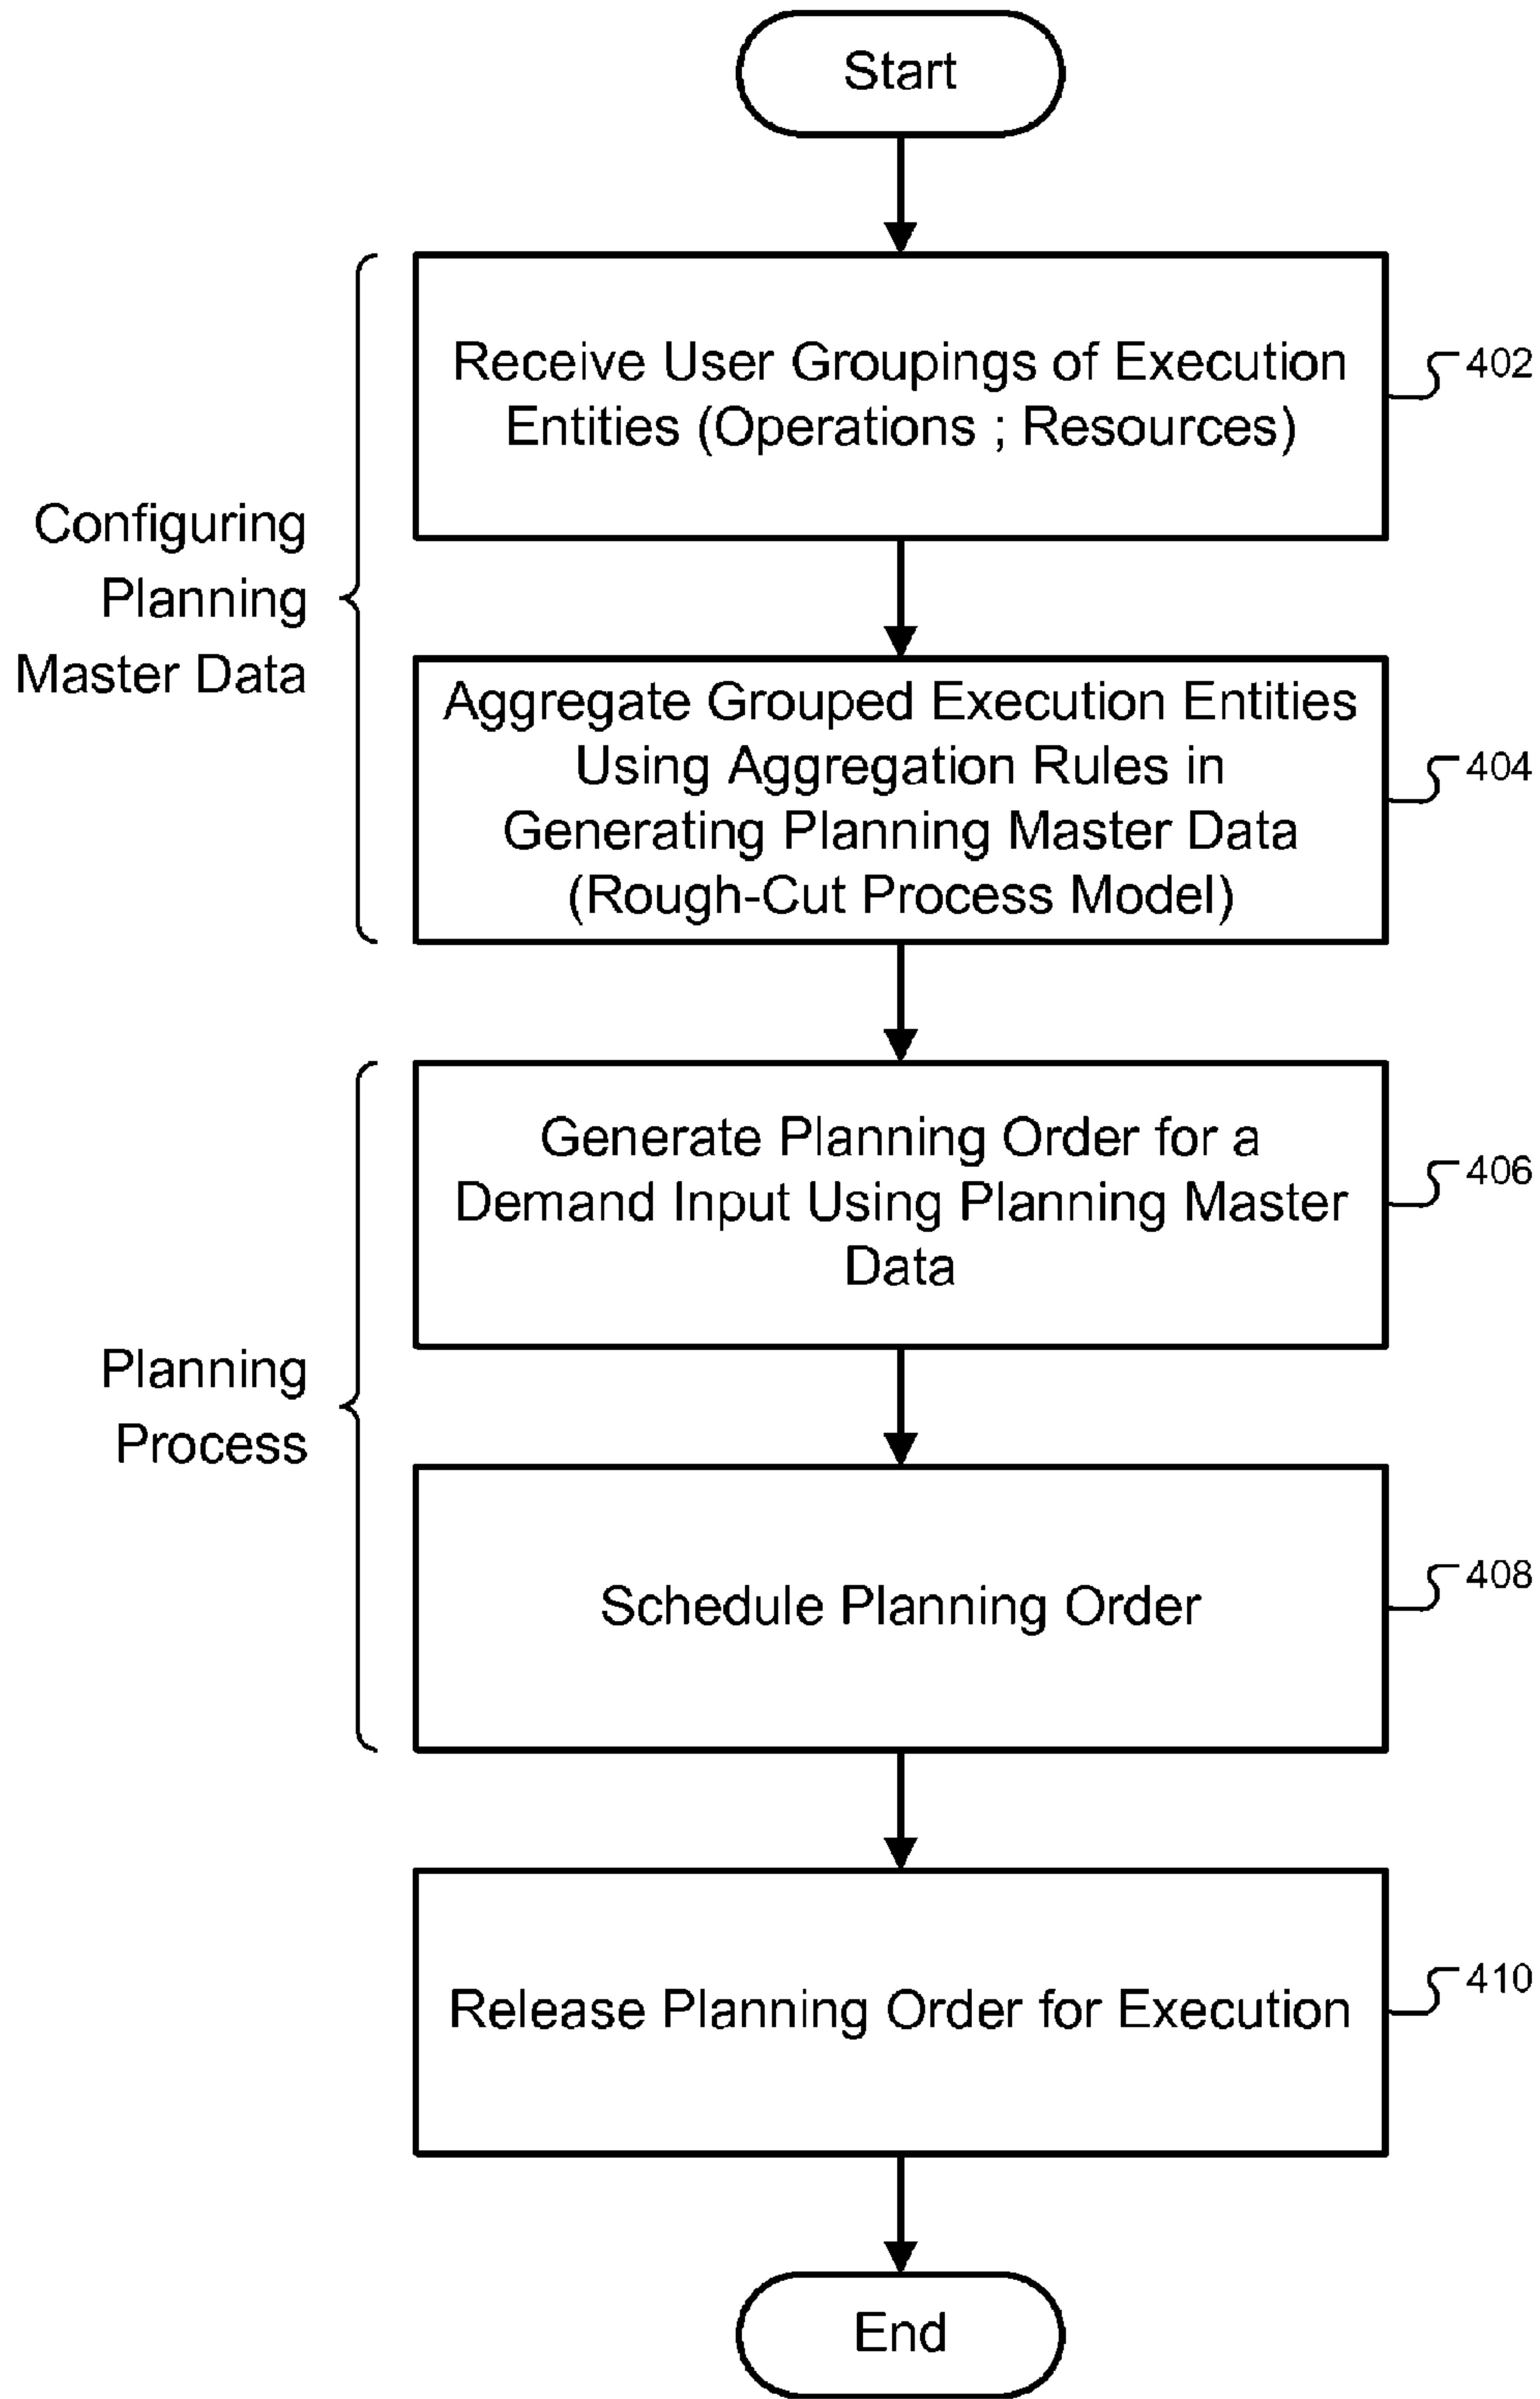 Start
Receive User Groupings of Execution
Entities (Operations ; Resources)
402
Configuring
Planning
Master Data
Aggregate Grouped Execution Entities
Using Aggregation Rules in
Generating Planning Master Data
(Rough-Cut Process Model)
404
Generate Planning Order for a
Demand Input Using Planning Master
Data
406
Planning
Process
Schedule Planning Order
408
Release Planning Order for Execution
410
End